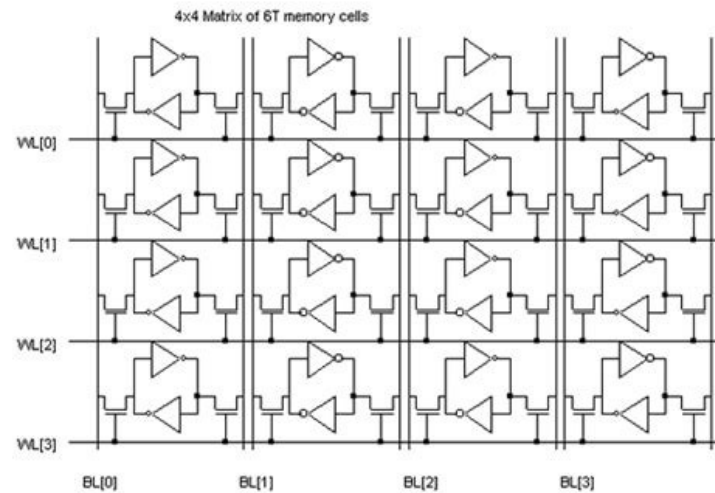 4x4 Matrix of 6T memory cells
WL[0]
WL[1]
WL[2]
WL[3]
BL[0] BL[1] BL[2] BL[3]